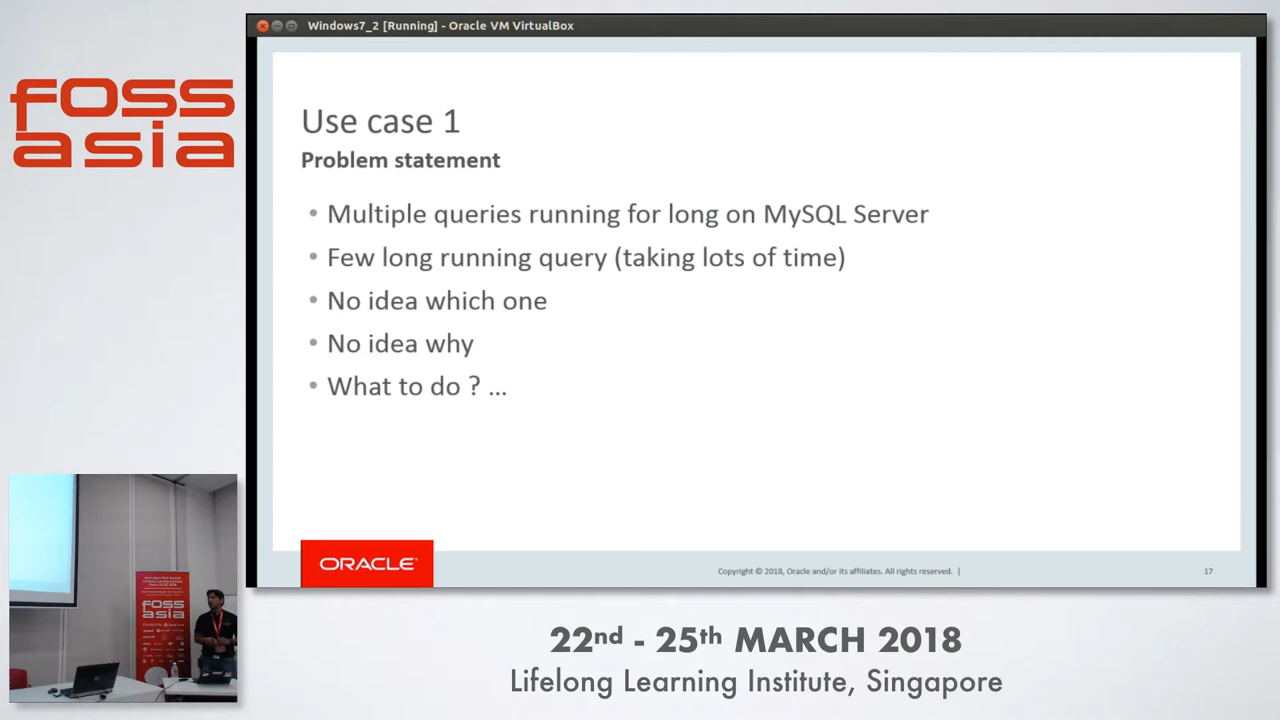 FOSS
asia
Windows7_2 [Running] - Oracle VM VirtualBox
Use case 1
Problem statement
• Multiple queries running for long on MySQL Server
• Few long running query (taking lots of time)
• No idea which one
• No idea why
• What to do ? ...
ORACLE®
Copyright © 2018, Oracle and/or its affiliates. All rights reserved. |
17
FOSS
asia
22nd - 25th MARCH 2018
Lifelong Learning Institute, Singapore